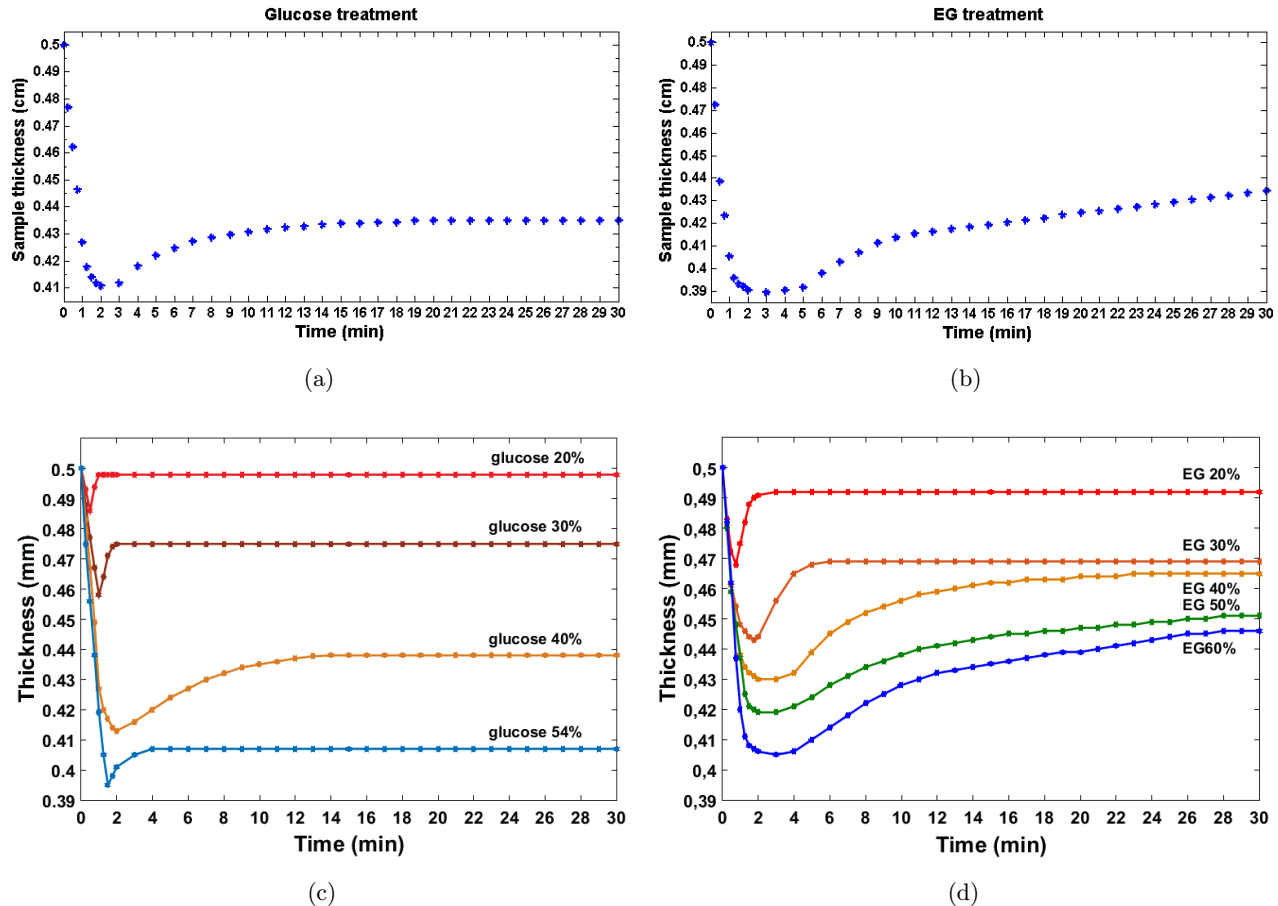 Glucose treatment
0.5
0.49
0.48
0.47
0.46
0.45
0.44
0.43
0.42
0.41
Sample thickness (cm)
0 1 2 3 4 5 6 7 8 9 10 11 12 13 14 15 16 17 18 19 20 21 22 23 24 25 26 27 28 29 30
Time (min)
(a)
EG treatment
0.5
0.49
0.48
0.47
0.46
0.45
0.44
0.43
0.42
0.41
0.4
0.39
Sample thickness (cm)
0 1 2 3 4 5 6 7 8 9 10 11 12 13 14 15 16 17 18 19 20 21 22 23 24 25 26 27 28 29 30
Time (min)
(b)
0.5
0.49
0.48
0.47
0.46
0.45
0.44
0.43
0.42
0.41
0.4
0.39
Thickness (mm)
glucose 20%
glucose 30%
glucose 40%
glucose 54%
0 2 4 6 8 10 12 14 16 18 20 22 24 26 28 30
Time (min)
(c)
0,5
0,49
0,48
0,47
0,46
0,45
0,44
0,43
0,42
0,41
0,4
0,39
Thickness (mm)
EG 20%
EG 30%
EG 40%
EG 50%
EG60%
0 2 4 6 8 10 12 14 16 18 20 22 24 26 28 30
Time (min)
(d)